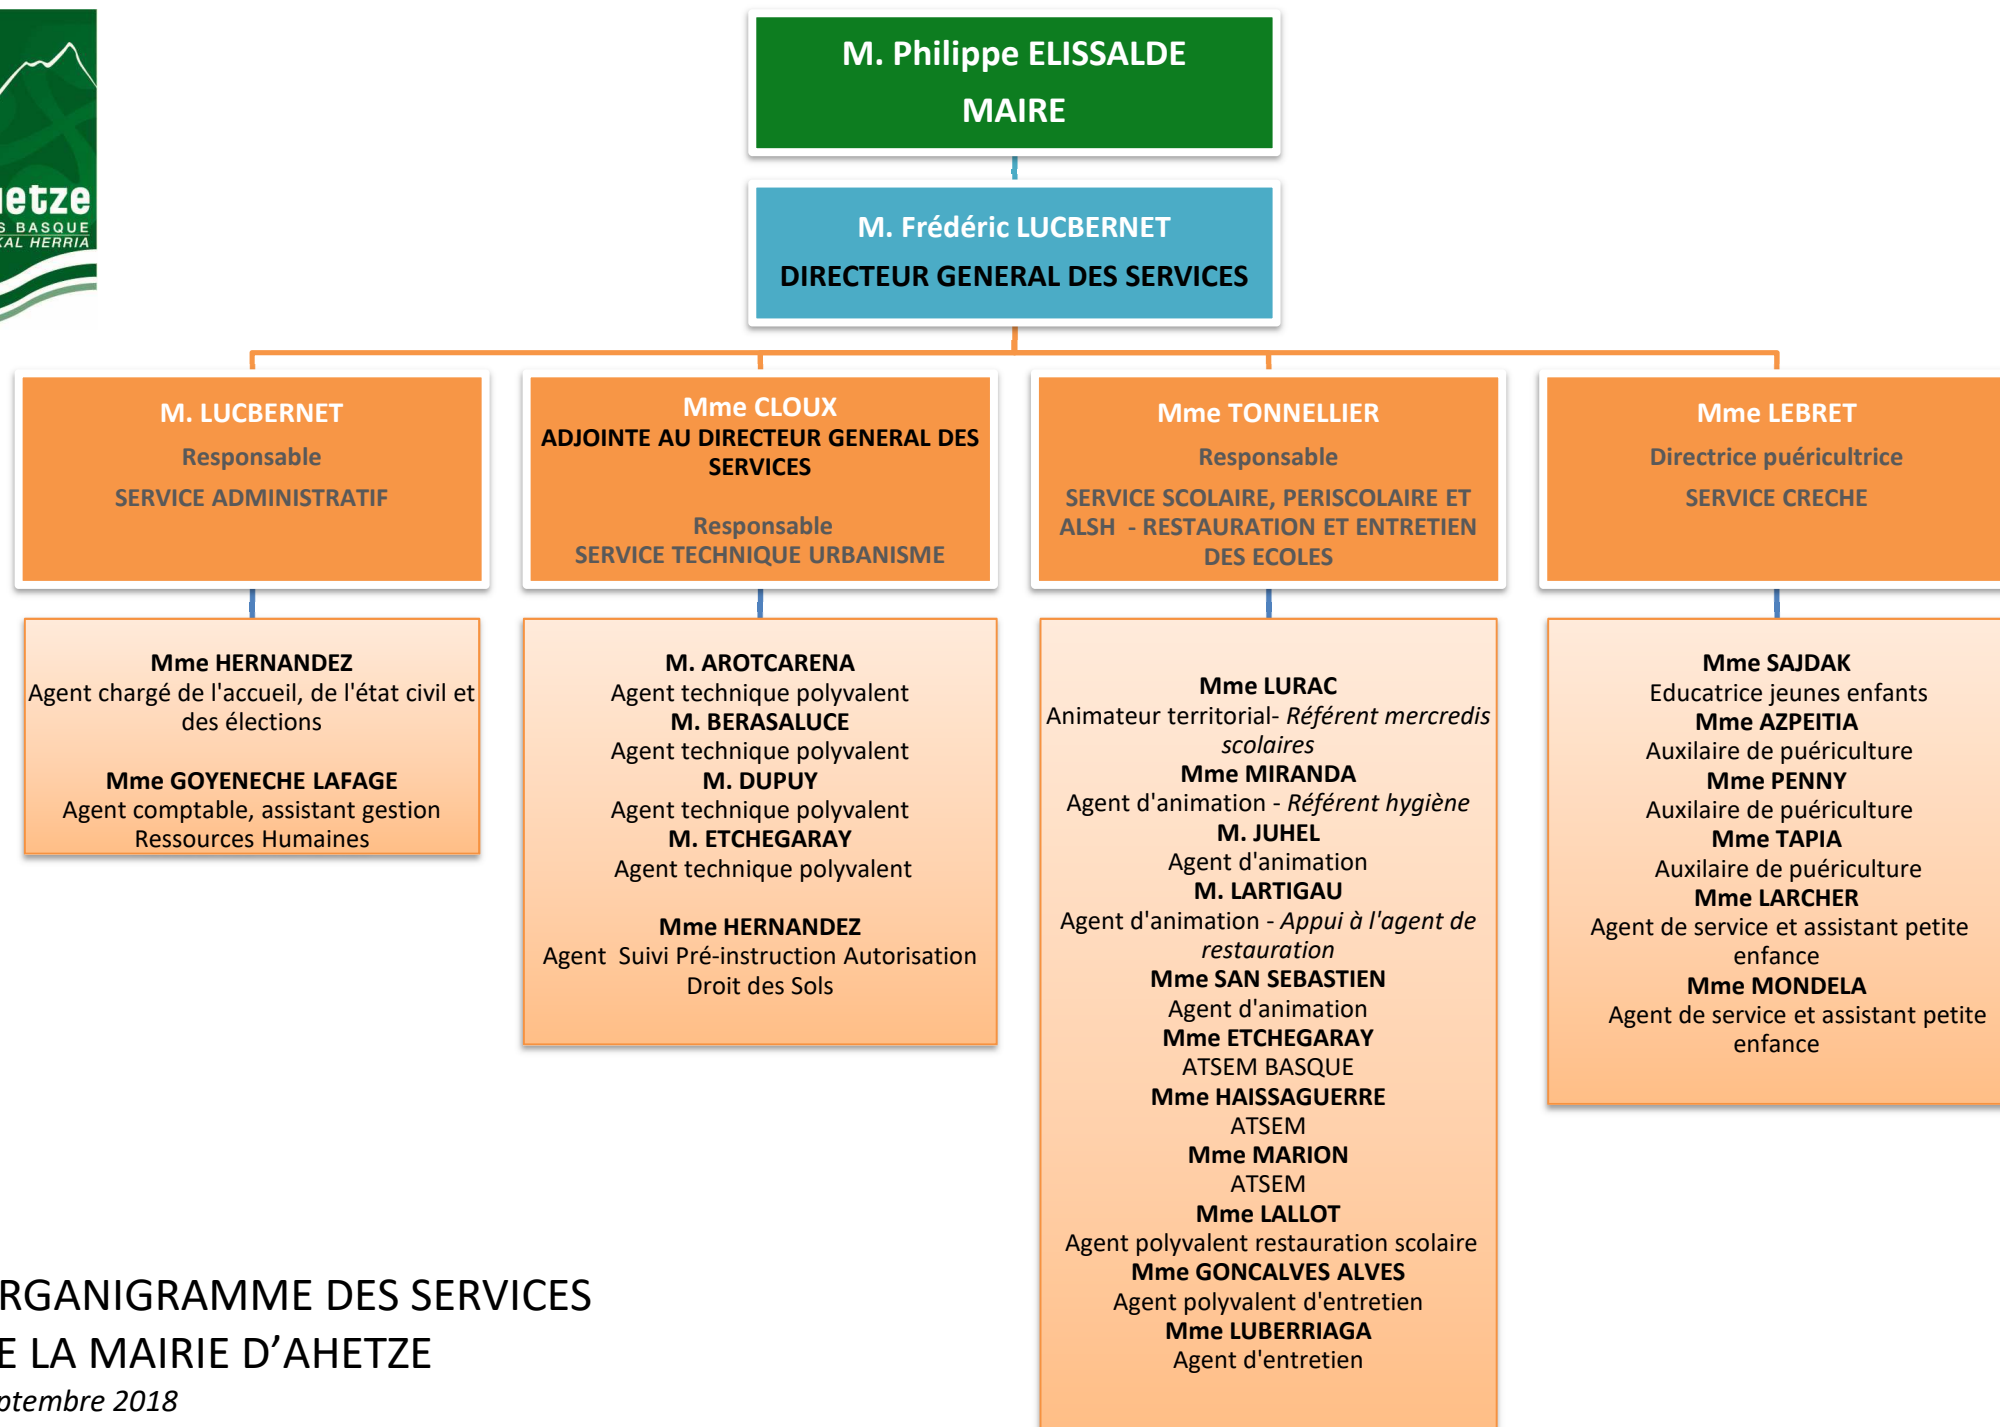 etze
BASQUE
KAL HERRIA
M. Philippe ELISSALDE
MAIRE
M. Frédéric LUCBERNET
DIRECTEUR GENERAL DES SERVICES
M. LUCBERNET
Responsable
SERVICE ADMINISTRATIF
Mme CLOUX
ADJOINTE AU DIRECTEUR GENERAL DES
SERVICES
Responsable
SERVICE TECHNIQUE URBANISME
Mme TONNELLIER
Responsable
SERVICE SCOLAIRE, PERISCOLAIRE ET
ALSH - RESTAURATION ET ENTRETIEN
DES ECOLES
Mme LEBRET
Directrice puéricultrice
SERVICE CRECHE
Mme HERNANDEZ
Agent chargé de l'accueil, de l'état civil et
des élections
Mme GOYENECHE LAFAGE
Agent comptable, assistant gestion
Ressources Humaines
M. AROTCARENA
Agent technique polyvalent
M. BERASALUCE
Agent technique polyvalent
M. DUPUY
Agent technique polyvalent
M. ETCHEGARAY
Agent technique polyvalent
Mme HERNANDEZ
Agent Suivi Pré-instruction Autorisation
Droit des Sols
Mme LURAC
Animateur territorial- Référent mercredis
scolaires
Mme MIRANDA
Agent d'animation - Référent hygiène
M. JUHEL
Agent d'animation
M. LARTIGAU
Agent d'animation - Appui à l'agent de
restauration
Mme SAN SEBASTIEN
Agent d'animation
Mme ETCHEGARAY
ATSEM BASQUE
Mme HAISSAGUERRE
ATSEM
Mme MARION
ATSEM
Mme LALLOT
Agent polyvalent restauration scolaire
Mme GONCALVES ALVES
Agent polyvalent d'entretien
Mme LUBERRIAGA
Agent d'entretien
Mme SAJDAK
Educatrice jeunes enfants
Mme AZPEITIA
Auxilaire de puériculture
Mme PENNY
Auxilaire de puériculture
Mme TAPIA
Auxilaire de puériculture
Mme LARCHER
Agent de service et assistant petite
enfance
Mme MONDELA
Agent de service et assistant petite
enfance
RGANIGRAMME DES SERVICES
E LA MAIRIE D’AHETZE
ptembre 2018